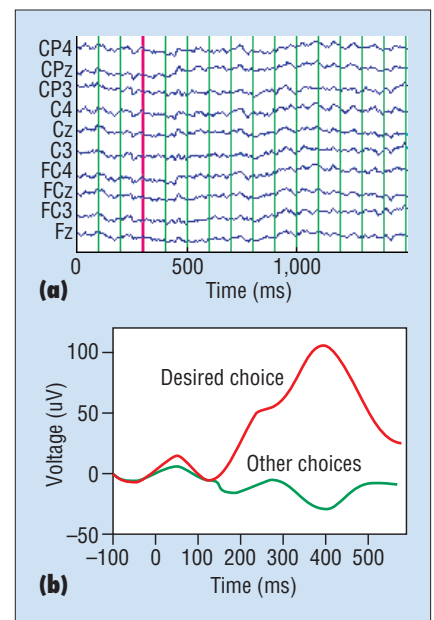 CP4
CPz
CP3
C4
Cz
C3
FC4
FCz
FC3
Fz
0 500 1,000
Time (ms)
(a)
100
50
0
–50
Voltage (uV)
Desired choice
Other choices
–100 0 100 200 300 400 500
Time (ms)
(b)